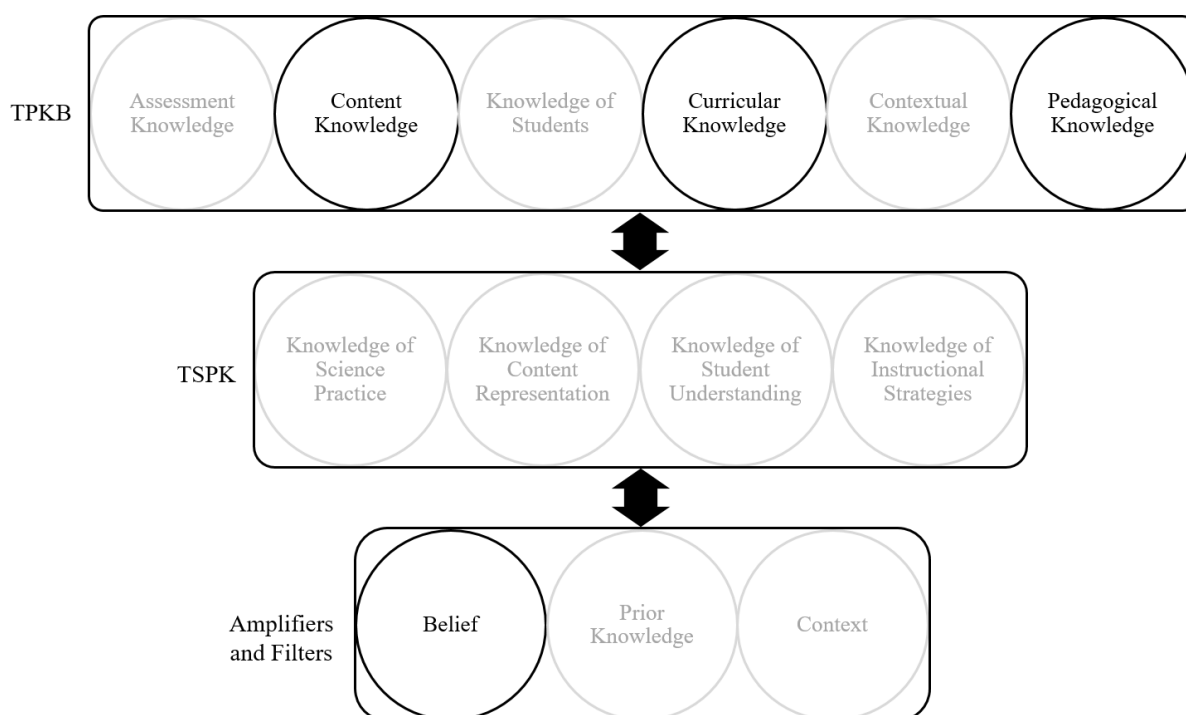 TPKB
Assessment
Knowledge
Content
Knowledge
Knowledge of
Students
Curricular
Knowledge
Contextual
Knowledge
Pedagogical
Knowledge
TSPK
Knowledge of
Science
Practice
Knowledge of
Content
Representation
Knowledge of
Student
Understanding
Knowledge of
Instructional
Strategies
Amplifiers
and Filters
Belief
Prior
Knowledge
Context